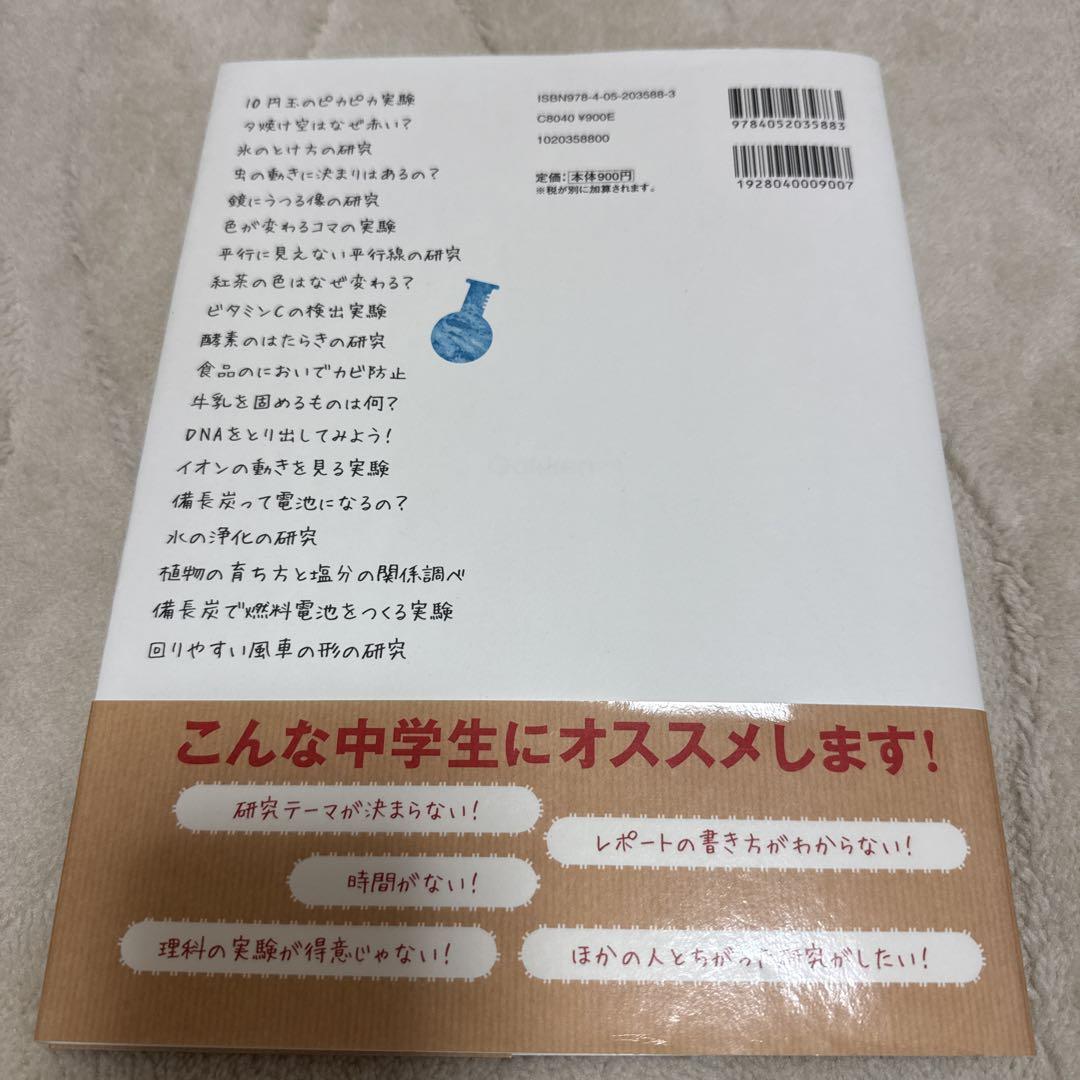 10円玉のピカピカ実験
夕焼け空はなぜ赤い?
氷のとけ方の研究
虫の動きに決まりはあるの?
鏡にうつる像の研究
色が変わるコマの実験
平行に見えない平行線の研究
紅茶の色はなぜ変わる?
ビタミンCの検出実験
酵素のはたらきの研究
食品のにおいでカビ防止
牛乳を固めるものは何?
DNAをとり出してみよう!
イオンの動きを見る実験
備長炭って電池になるの?
水の浄化の研究
植物の育ち方と塩分の関係調べ
備長炭で燃料電池をつくる実験
回りやすい風車の形の研究
ISBN978-4-05-203588-3
C8040 ¥900E
1020358800
定価:本体900円
※税が別に加算されます。
9784052035883
1928040009007
こんな中学生にオススメします!
研究テーマが決まらない!
レポートの書き方がわからない!
時間がない!
理科の実験が得意じゃない!
ほかの人とちがった研究がしたい!